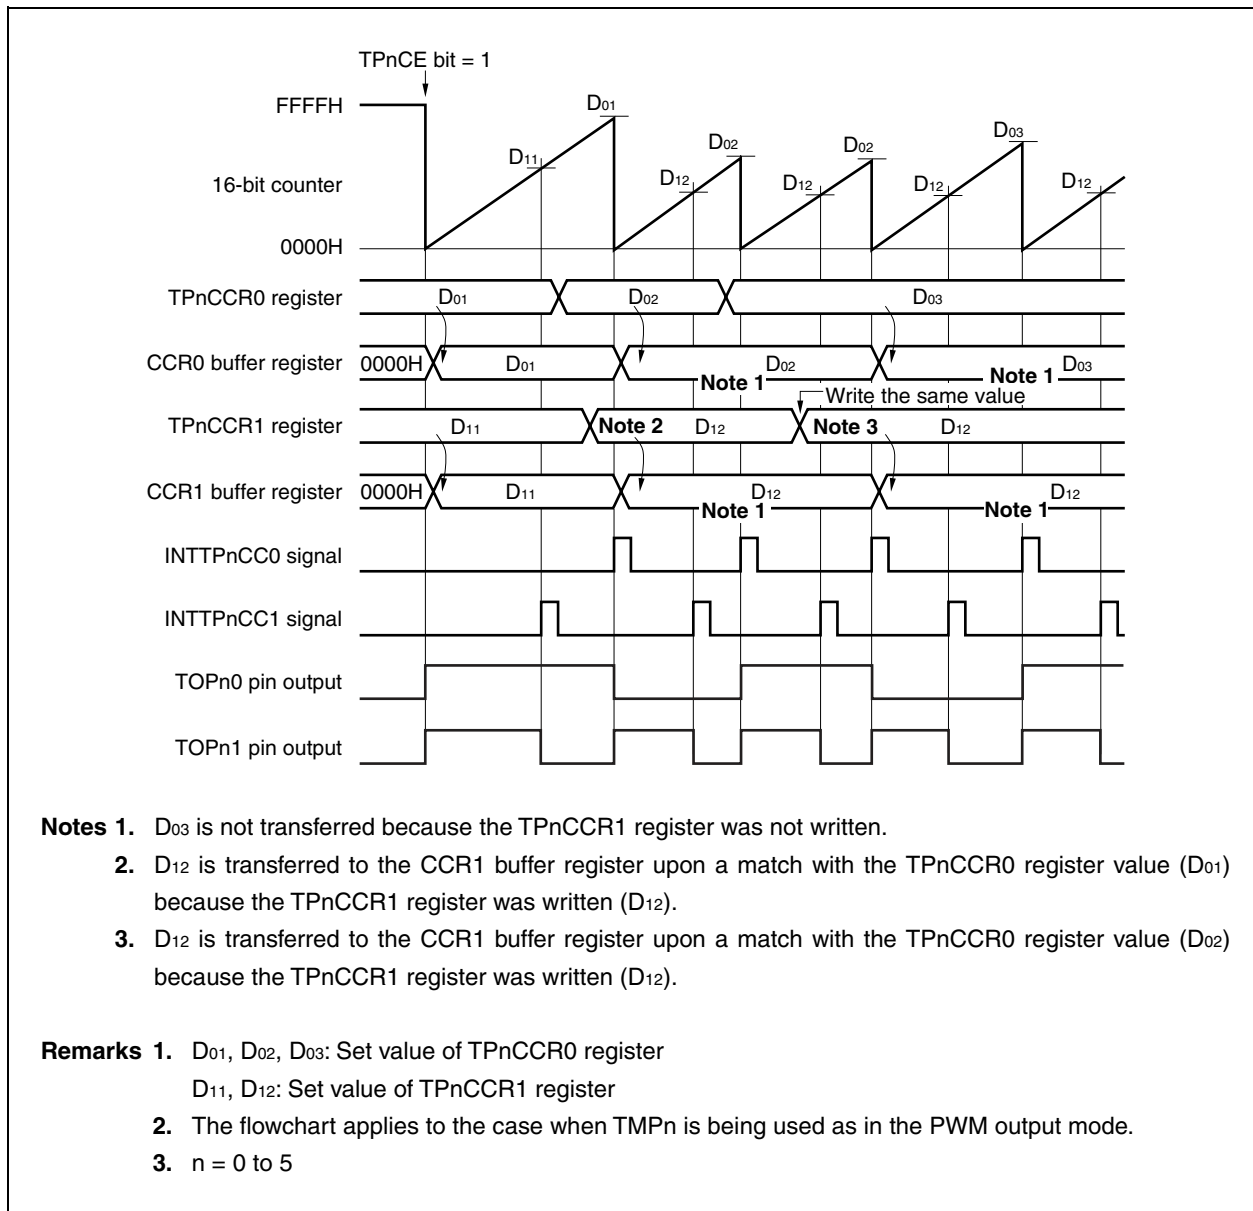 TPnCE bit = 1
FFFFH
D01
D11
D02
D02
D03
16-bit counter
D12
D12
D12
D12
0000H
TPnCCR0 register
D01
D02
D03
CCR0 buffer register
0000H
D01
D02
D03
Note 1
Note 1
Write the same value
TPnCCR1 register
D11
Note 2
D12
Note 3
D12
CCR1 buffer register
0000H
D11
D12
D12
Note 1
Note 1
INTTPnCC0 signal
INTTPnCC1 signal
TOPn0 pin output
TOPn1 pin output
Notes 1. D03 is not transferred because the TPnCCR1 register was not written.
2. D12 is transferred to the CCR1 buffer register upon a match with the TPnCCR0 register value (D01)
because the TPnCCR1 register was written (D12).
3. D12 is transferred to the CCR1 buffer register upon a match with the TPnCCR0 register value (D02)
because the TPnCCR1 register was written (D12).
Remarks 1. D01, D02, D03: Set value of TPnCCR0 register
D11, D12: Set value of TPnCCR1 register
2. The flowchart applies to the case when TMPn is being used as in the PWM output mode.
3. n = 0 to 5